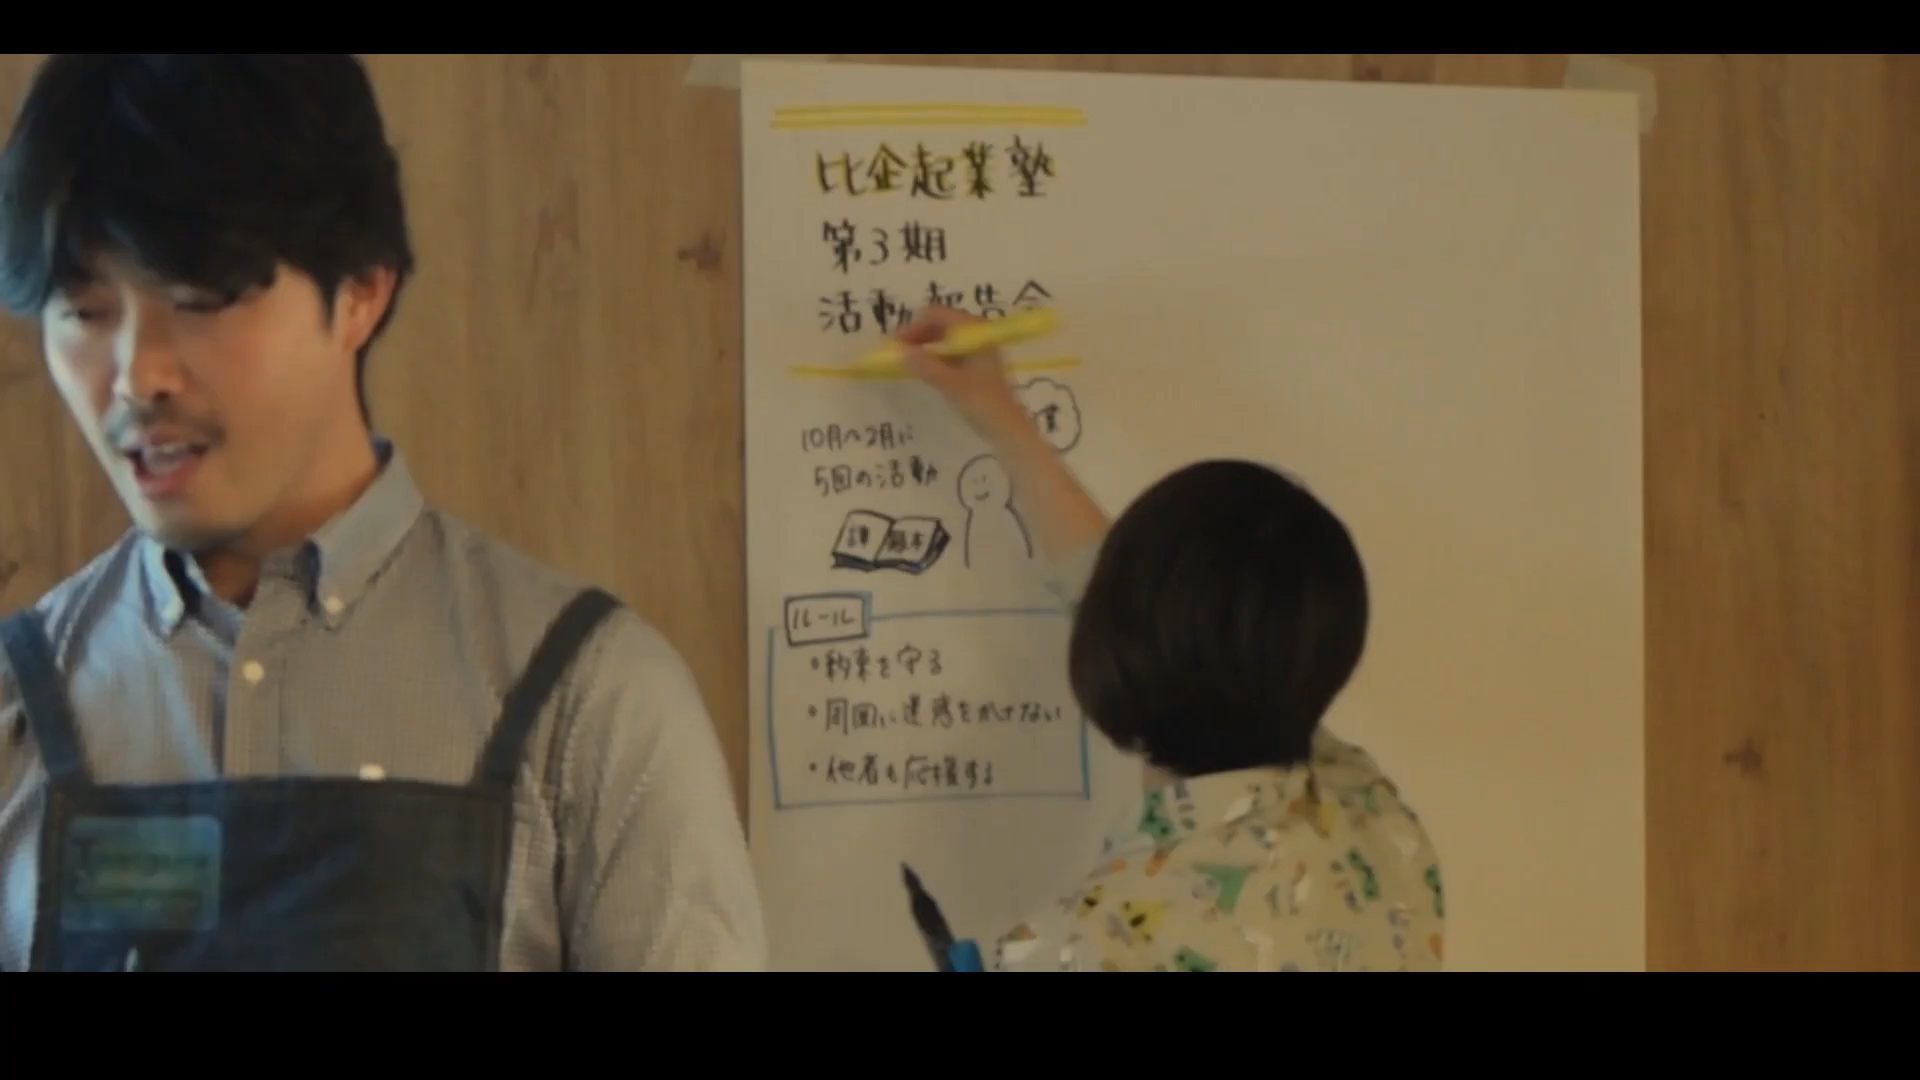 比企起業塾
第3期
活動報告会
10月〜2月に
5回の活動
ルール
・約束を守る
・周囲に迷惑をかけない
・他者も応援する